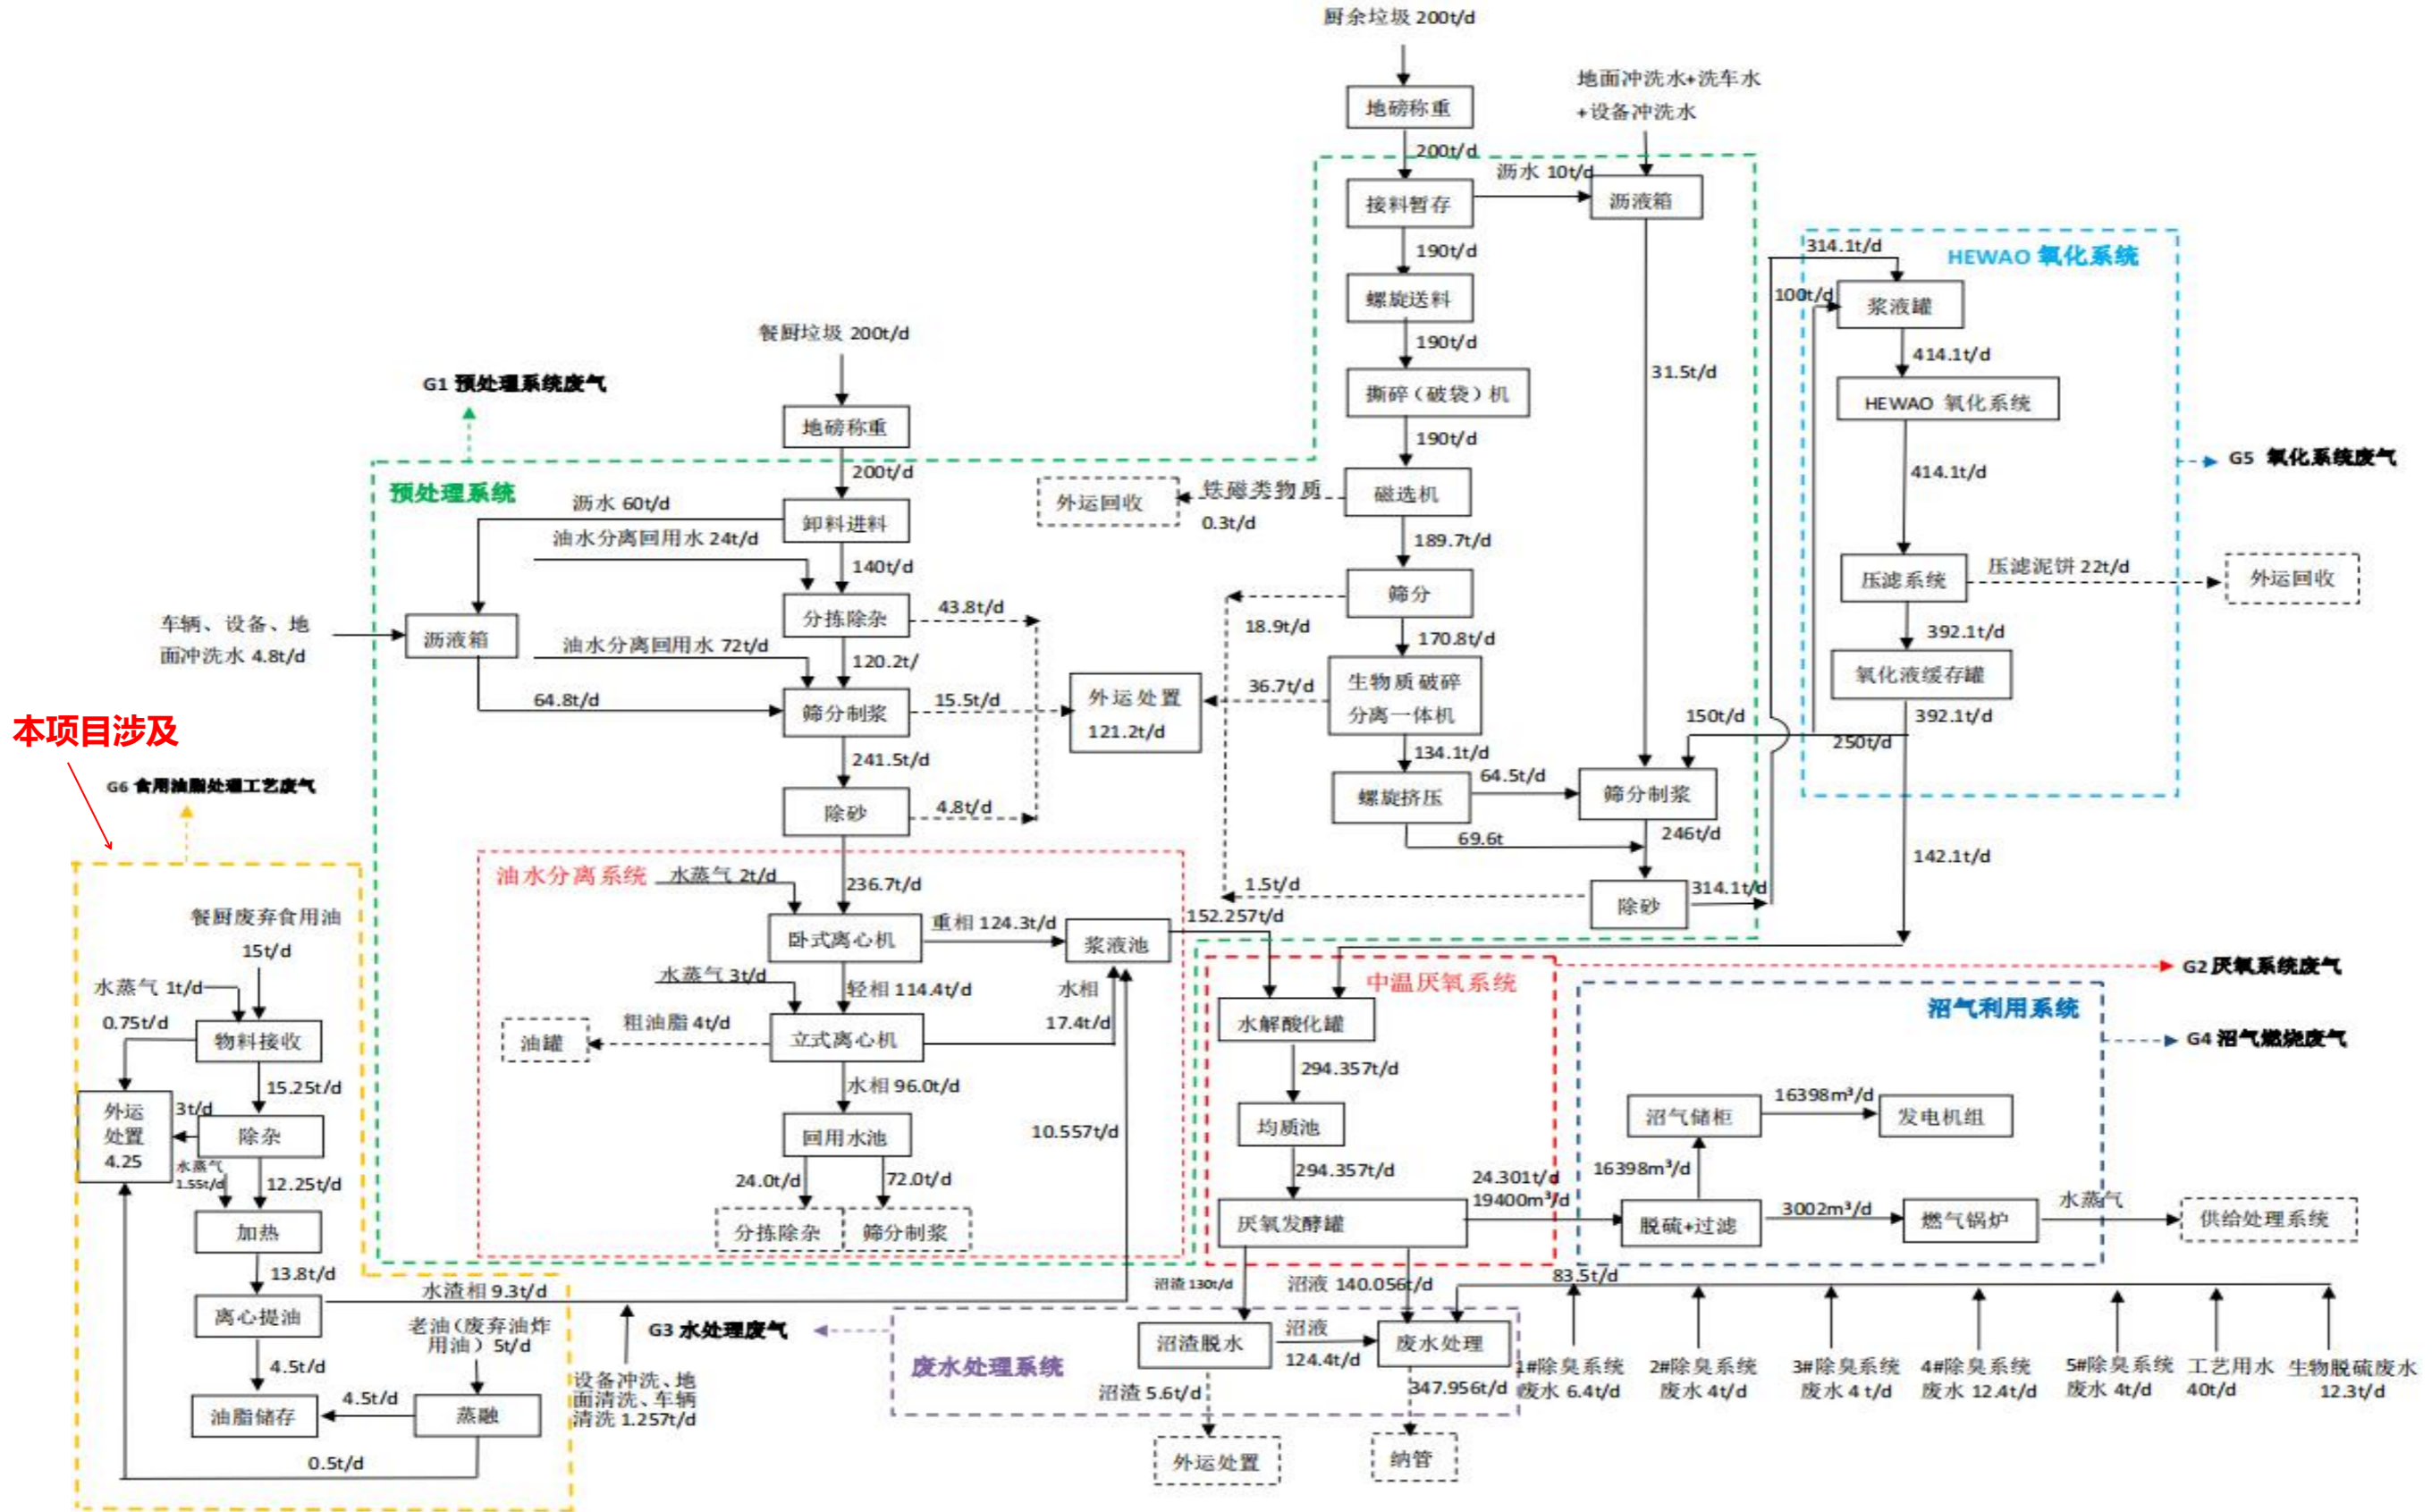 厨余垃圾 200t/d
地磅称重
200t/d
地面冲洗水+洗车水
+设备冲洗水
接料暂存
沥水 10t/d
沥液箱
190t/d
螺旋送料
190t/d
撕碎（破袋）机
190t/d
磁选机
铁磁类物质
0.3t/d
外运回收
189.7t/d
筛分
18.9t/d
170.8t/d
生物质破碎
分离一体机
36.7t/d
134.1t/d
螺旋挤压
64.5t/d
69.6t
31.5t/d
150t/d
筛分制浆
246t/d
除砂
1.5t/d
314.1t/d
314.1t/d
HEWAO 氧化系统
100t/d
浆液罐
414.1t/d
HEWAO 氧化系统
414.1t/d
G5 氧化系统废气
压滤系统
压滤泥饼 22t/d
外运回收
392.1t/d
氧化液缓存罐
392.1t/d
250t/d
142.1t/d
餐厨垃圾 200t/d
G1 预处理系统废气
地磅称重
200t/d
预处理系统
沥水 60t/d
卸料进料
油水分离回用水 24t/d
140t/d
分拣除杂
43.8t/d
车辆、设备、地
面冲洗水 4.8t/d
沥液箱
油水分离回用水 72t/d
120.2t/
64.8t/d
筛分制浆
15.5t/d
外运处置
121.2t/d
241.5t/d
除砂
4.8t/d
油水分离系统
水蒸气 2t/d
236.7t/d
卧式离心机
重相 124.3t/d
浆液池
152.257t/d
水蒸气 3t/d
轻相 114.4t/d
水相
17.4t/d
油罐
粗油脂 4t/d
立式离心机
水相 96.0t/d
回用水池
10.557t/d
24.0t/d
72.0t/d
分拣除杂
筛分制浆
本项目涉及
G6 食用油脂处理工艺废气
餐厨废弃食用油
15t/d
水蒸气 1t/d
0.75t/d
物料接收
15.25t/d
外运
处置
4.25
3t/d
除杂
水蒸气
1.55t/d
12.25t/d
加热
13.8t/d
离心提油
水渣相 9.3t/d
老油（废弃油炸
用油）5t/d
4.5t/d
油脂储存
4.5t/d
蒸融
0.5t/d
设备冲洗、地
面清洗、车辆
清洗 1.257t/d
中温厌氧系统
G2 厌氧系统废气
水解酸化罐
294.357t/d
均质池
294.357t/d
厌氧发酵罐
24.301t/d
19400m³/d
沼气利用系统
G4 沼气燃烧废气
沼气储柜
16398m³/d
发电机组
16398m³/d
脱硫+过滤
3002m³/d
燃气锅炉
水蒸气
供给处理系统
沼渣 130t/d
沼液 140.056t/d
83.5t/d
G3 水处理废气
废水处理系统
沼渣脱水
沼液
124.4t/d
废水处理
沼渣 5.6t/d
347.956t/d
外运处置
纳管
1#除臭系统
废水 6.4t/d
2#除臭系统
废水 4t/d
3#除臭系统
废水 4 t/d
4#除臭系统
废水 12.4t/d
5#除臭系统
废水 4t/d
工艺用水
40t/d
生物脱硫废水
12.3t/d